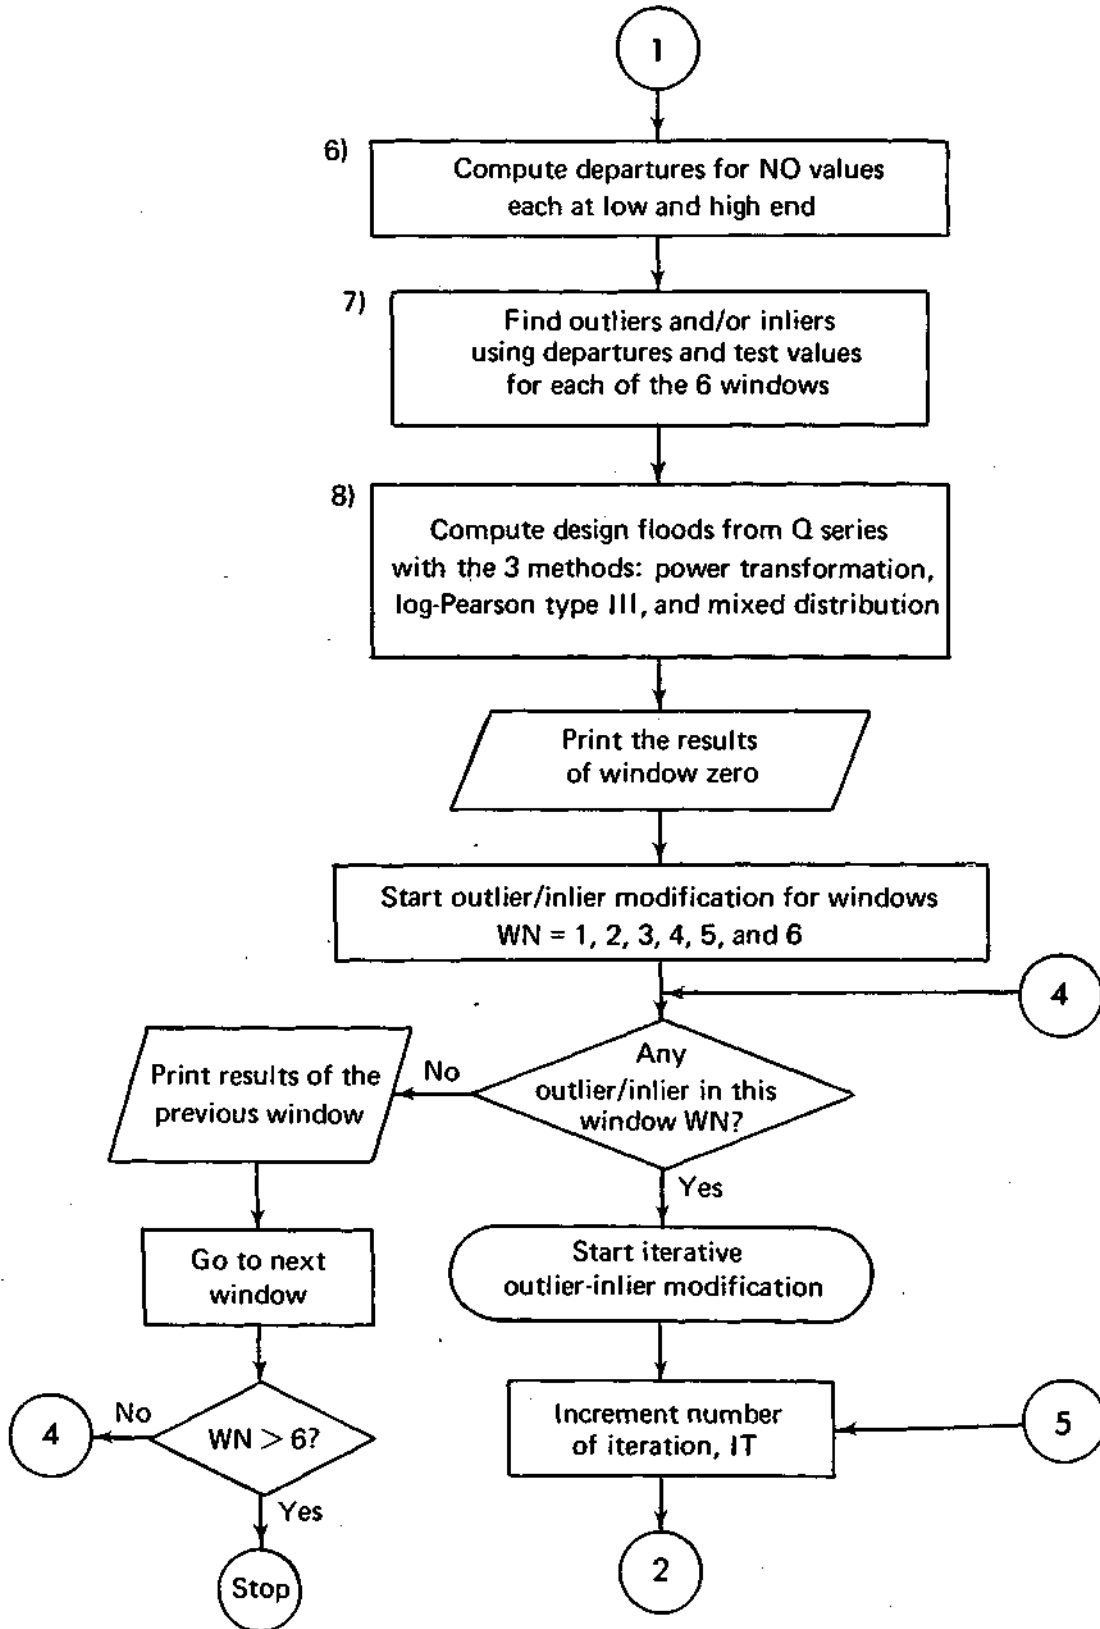 1
6)
Compute departures for NO values
each at low and high end
7)
Find outliers and/or inliers
using departures and test values
for each of the 6 windows
8)
Compute design floods from Q series
with the 3 methods: power transformation,
log-Pearson type III, and mixed distribution
Print the results
of window zero
Start outlier/inlier modification for windows
WN = 1, 2, 3, 4, 5, and 6
4
Any
outlier/inlier in this
window WN?
No
Print results of the
previous window
Yes
Go to next
window
Start iterative
outlier-inlier modification
WN > 6?
No
4
Yes
Stop
Increment number
of iteration, IT
5
2